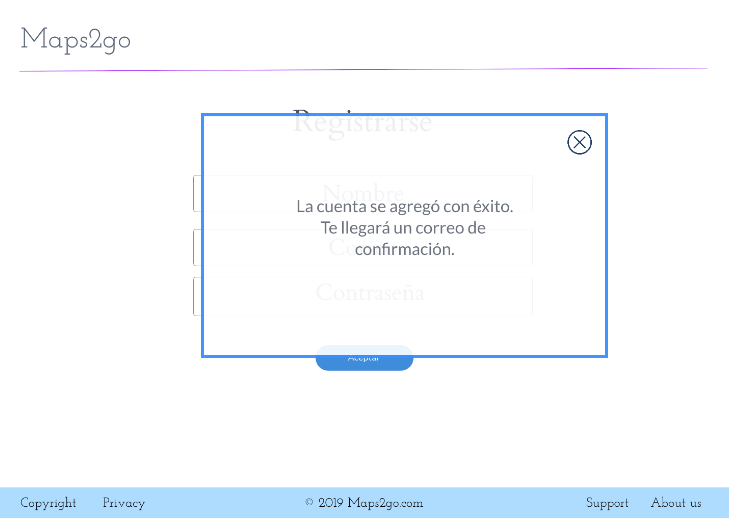 Maps2go
Registrarse
Nombre
La cuenta se agregó con éxito.
Te llegará un correo de
confirmación.
Contraseña
Aceptar
Copyright Privacy © 2019 Maps2go.com Support About us